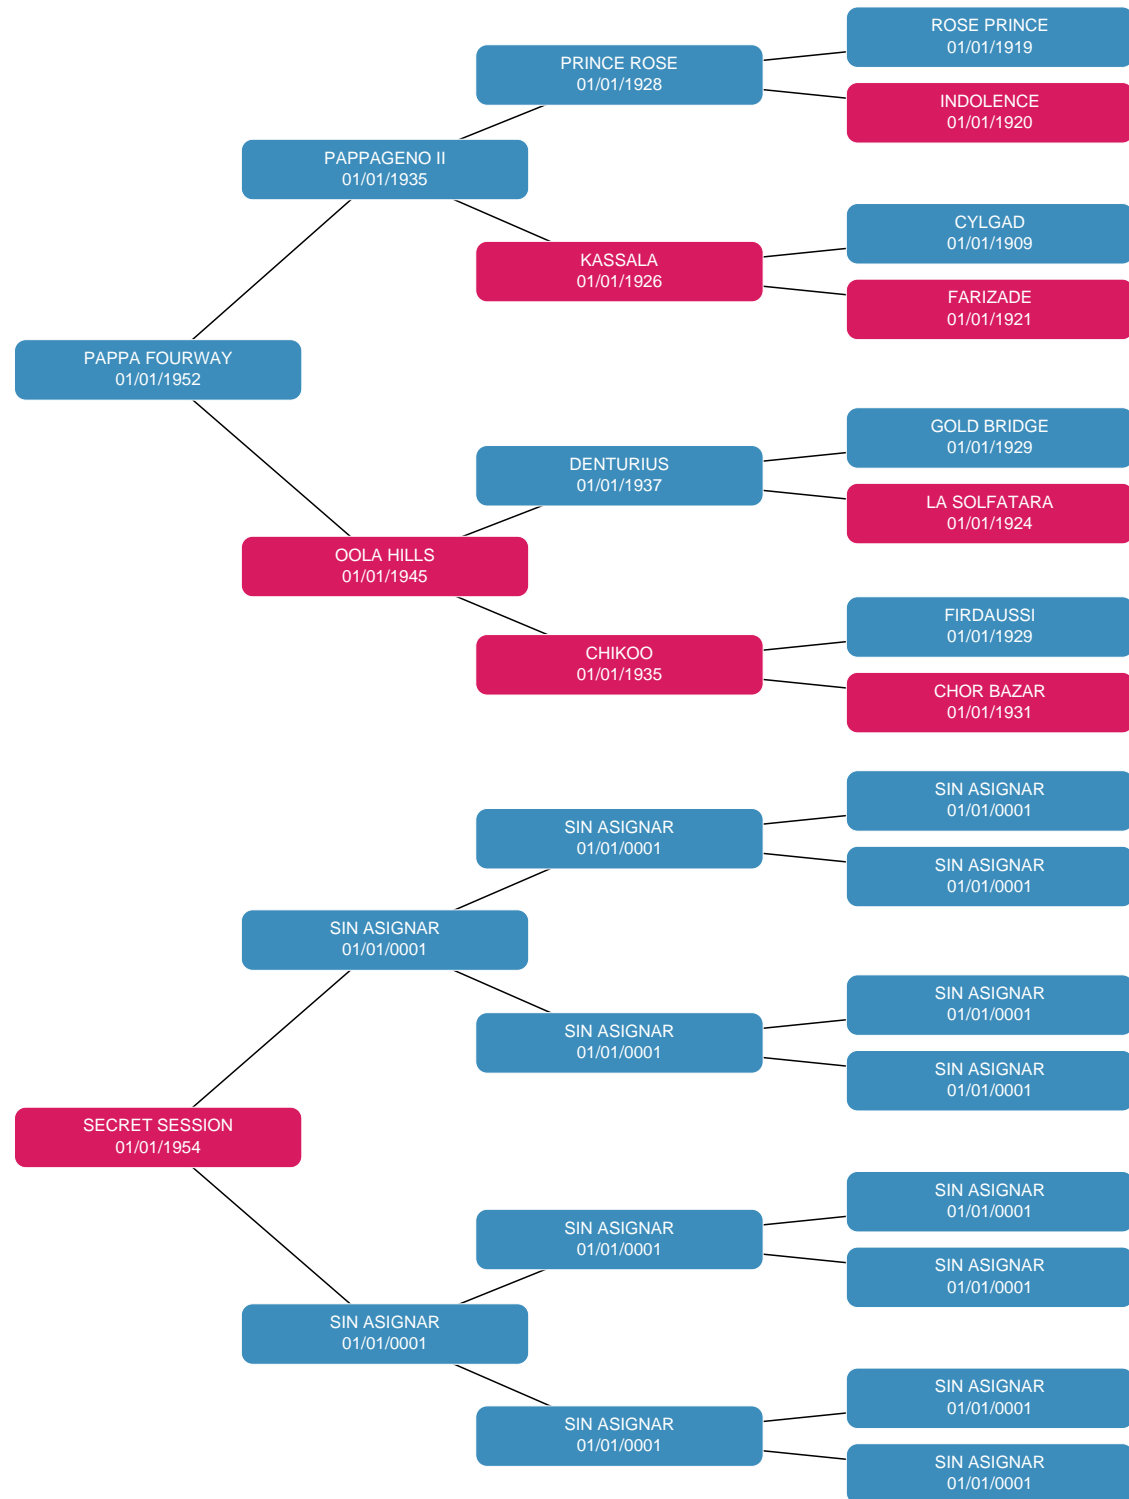 ROSE PRINCE
01/01/1919
PRINCE ROSE
01/01/1928
INDOLENCE
01/01/1920
PAPPAGENO II
01/01/1935
CYLGAD
01/01/1909
KASSALA
01/01/1926
FARIZADE
01/01/1921
PAPPA FOURWAY
01/01/1952
GOLD BRIDGE
01/01/1929
DENTURIUS
01/01/1937
LA SOLFATARA
01/01/1924
OOLA HILLS
01/01/1945
FIRDAUSSI
01/01/1929
CHIKOO
01/01/1935
CHOR BAZAR
01/01/1931
SIN ASIGNAR
01/01/0001
SIN ASIGNAR
01/01/0001
SIN ASIGNAR
01/01/0001
SIN ASIGNAR
01/01/0001
SIN ASIGNAR
01/01/0001
SIN ASIGNAR
01/01/0001
SIN ASIGNAR
01/01/0001
SECRET SESSION
01/01/1954
SIN ASIGNAR
01/01/0001
SIN ASIGNAR
01/01/0001
SIN ASIGNAR
01/01/0001
SIN ASIGNAR
01/01/0001
SIN ASIGNAR
01/01/0001
SIN ASIGNAR
01/01/0001
SIN ASIGNAR
01/01/0001